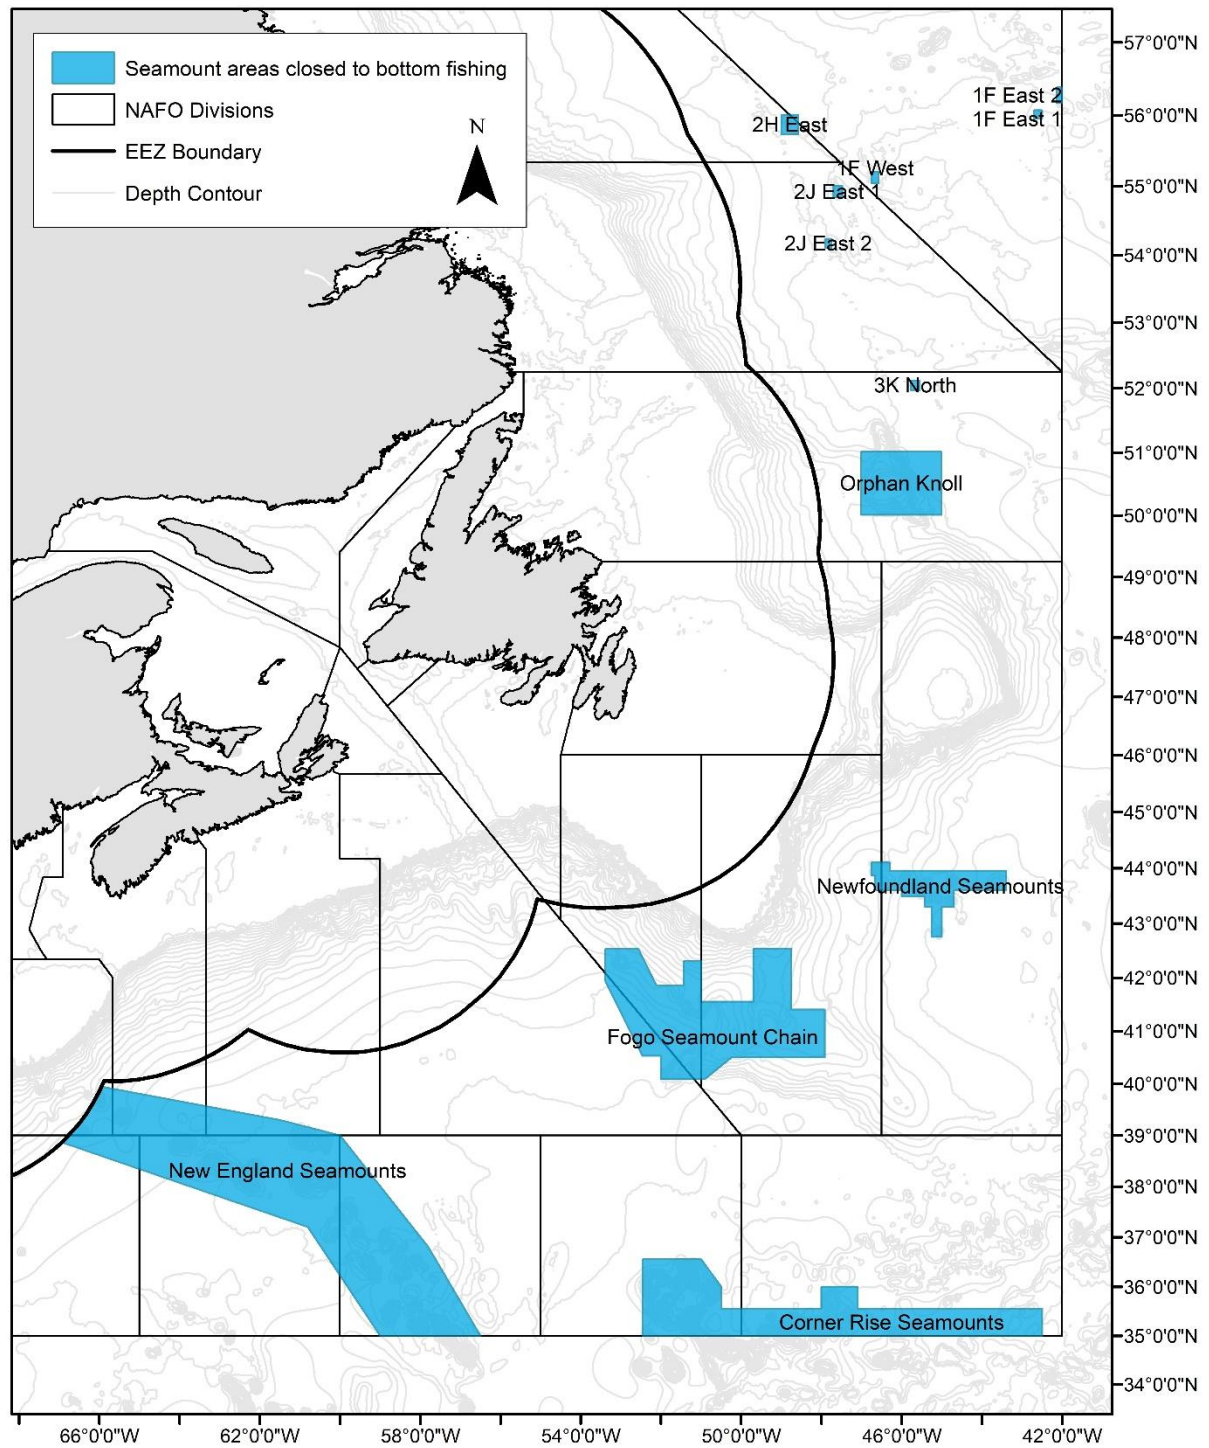 Seamount areas closed to bottom fishing
NAFO Divisions
EEZ Boundary
Depth Contour
N
57°0'0"N
1F East 2
56°0'0"N
1F East 1
2H East
1F West
55°0'0"N
2J East 1
2J East 2
54°0'0"N
53°0'0"N
3K North
52°0'0"N
51°0'0"N
Orphan Knoll
50°0'0"N
49°0'0"N
48°0'0"N
47°0'0"N
46°0'0"N
45°0'0"N
44°0'0"N
Newfoundland Seamounts
43°0'0"N
42°0'0"N
Fogo Seamount Chain
41°0'0"N
40°0'0"N
39°0'0"N
New England Seamounts
38°0'0"N
37°0'0"N
36°0'0"N
Corner Rise Seamounts
35°0'0"N
34°0'0"N
66°0'0"W 62°0'0"W 58°0'0"W 54°0'0"W 50°0'0"W 46°0'0"W 42°0'0"W